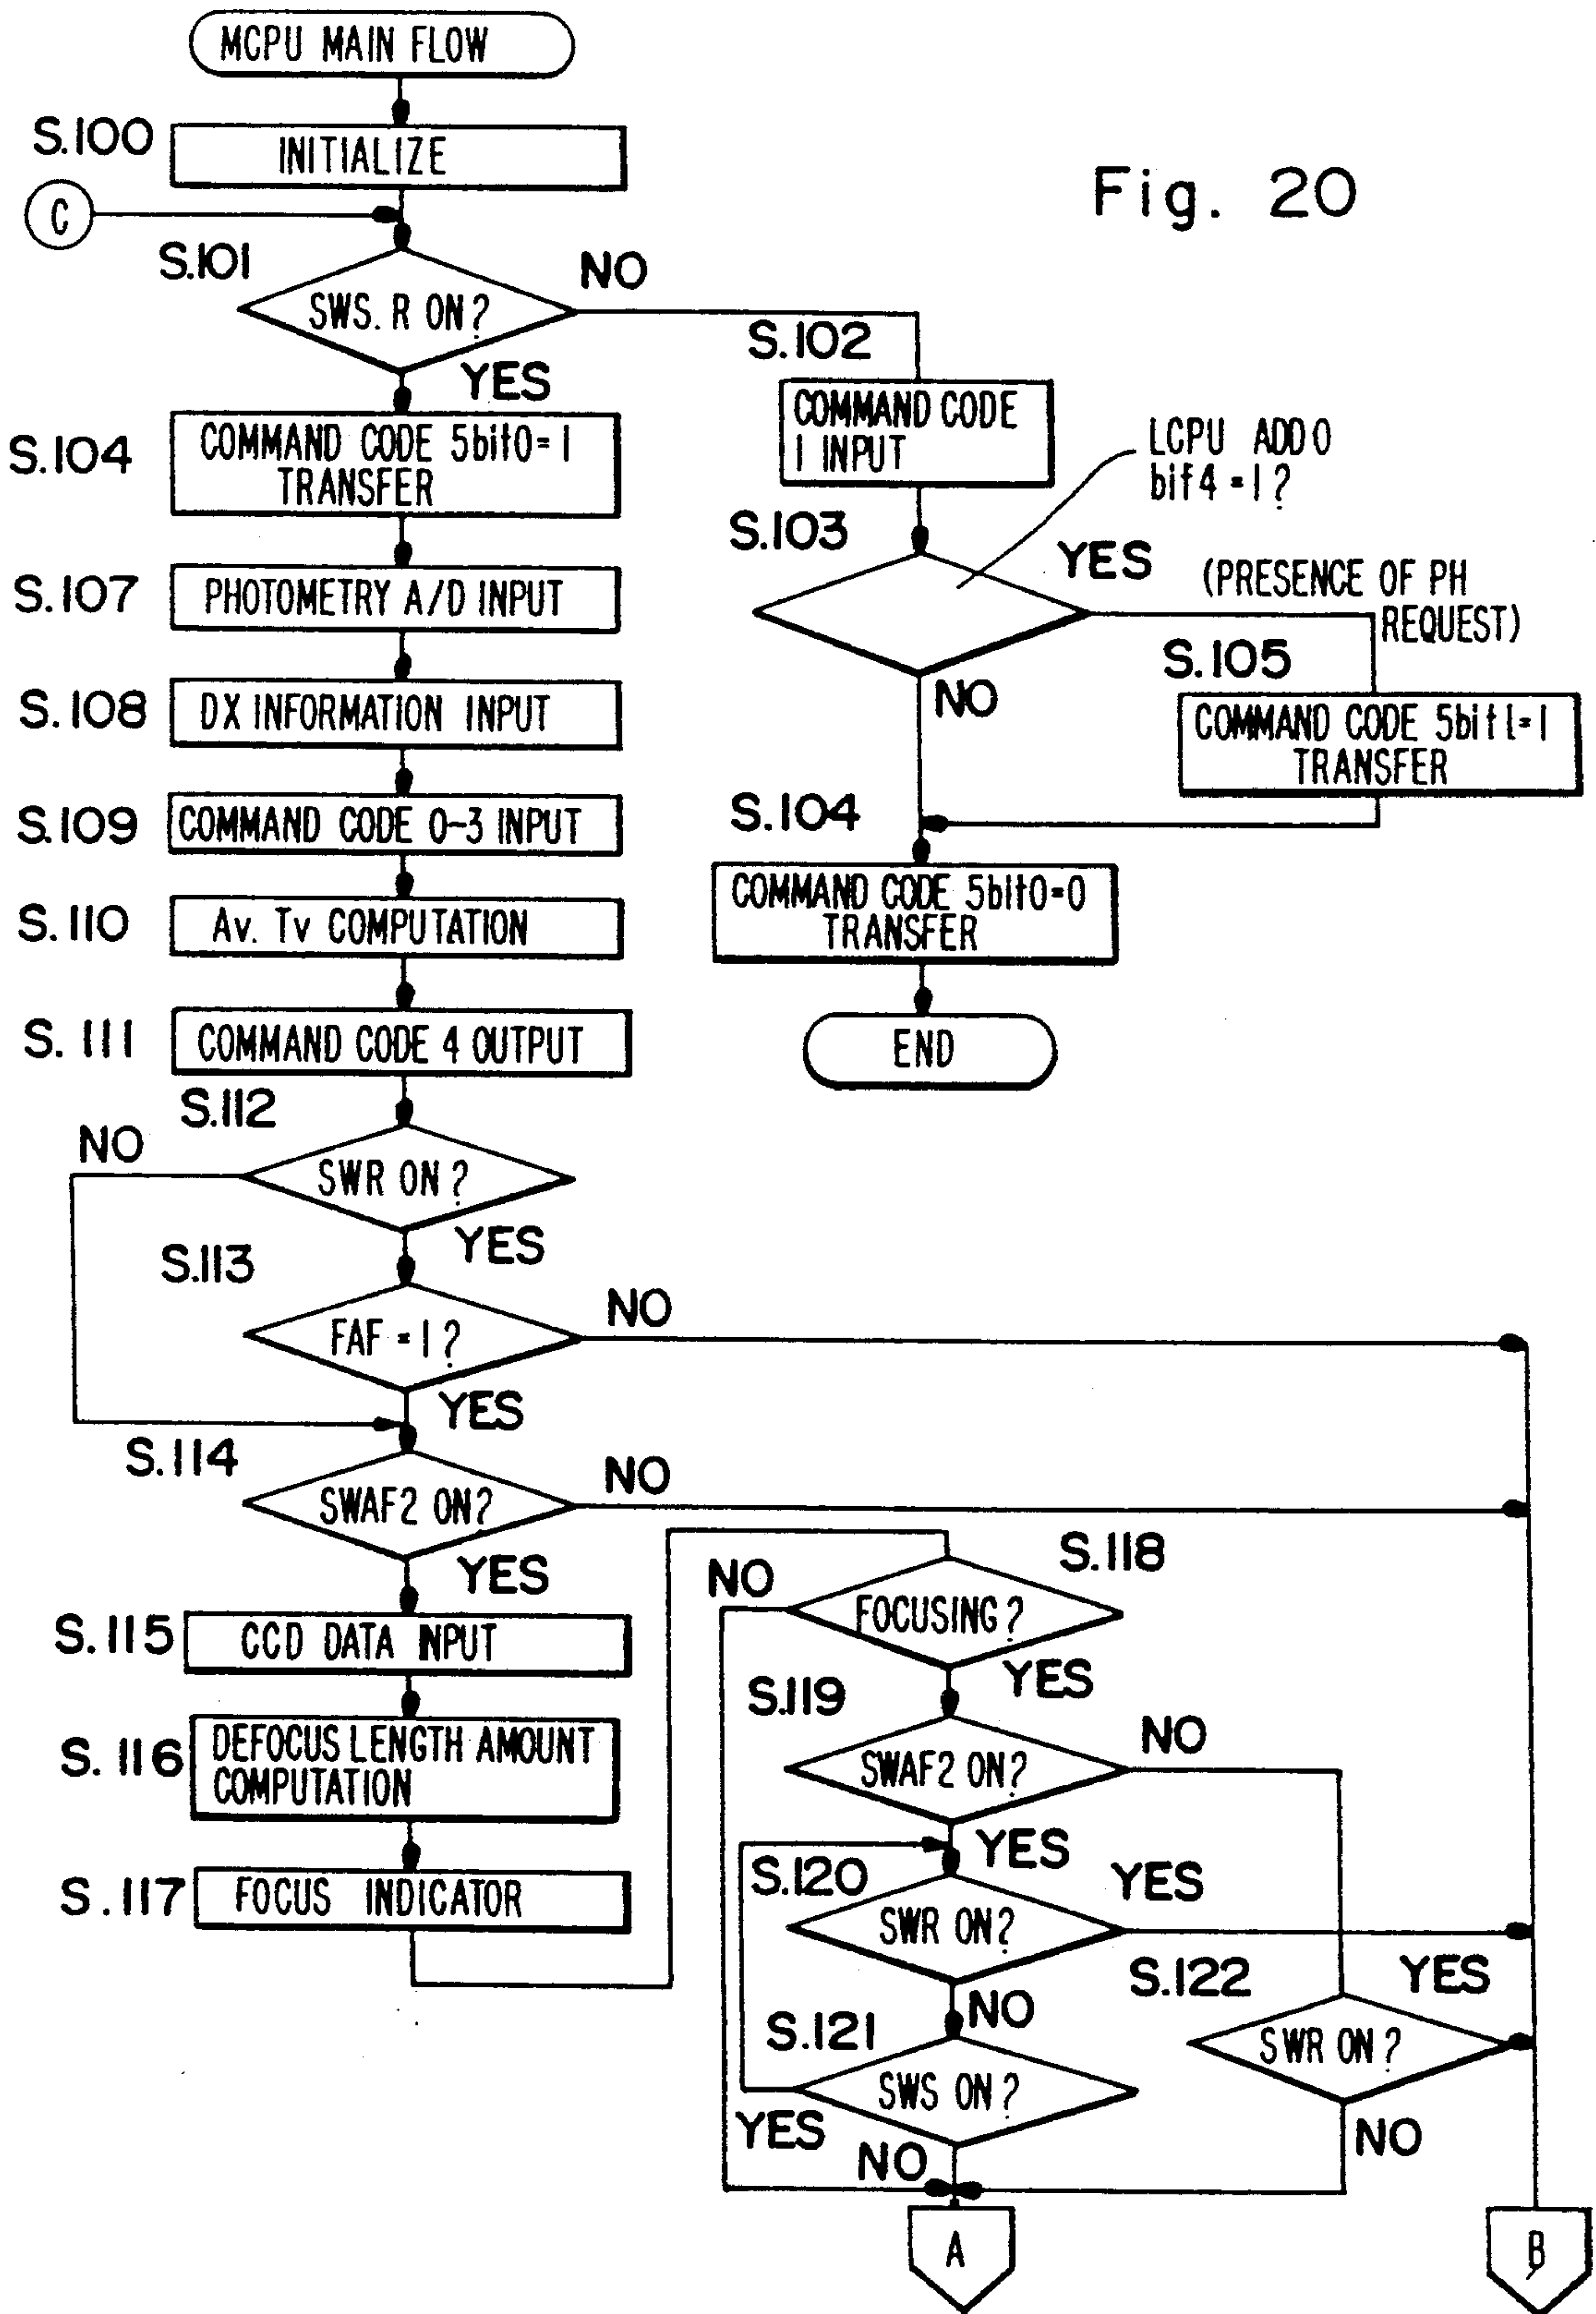 MCPU MAIN FLOW
S.100
INITIALIZE
C
Fig. 20
S.101
SWS. R ON?
NO
YES
S.102
COMMAND CODE
1 INPUT
LCPU ADD0
bif4 = 1?
S.103
YES
(PRESENCE OF PH
REQUEST)
NO
S.105
COMMAND CODE 5bit1=1
TRANSFER
S.104
COMMAND CODE 5bit0=0
TRANSFER
END
S.104
COMMAND CODE 5bit0=1
TRANSFER
S.107
PHOTOMETRY A/D INPUT
S.108
DX INFORMATION INPUT
S.109
COMMAND CODE 0-3 INPUT
S.110
Av. Tv COMPUTATION
S. 111
COMMAND CODE 4 OUTPUT
S.112
NO
SWR ON?
YES
S.113
FAF = 1?
NO
YES
S.114
SWAF2 ON?
NO
YES
S.115
CCD DATA INPUT
S. 116
DEFOCUS LENGTH AMOUNT
COMPUTATION
S.117
FOCUS INDICATOR
S.118
NO
FOCUSING?
YES
S.119
SWAF2 ON?
NO
YES
S.120
SWR ON?
YES
NO
S.121
SWS ON?
YES
NO
S.122
YES
SWR ON?
NO
A
B